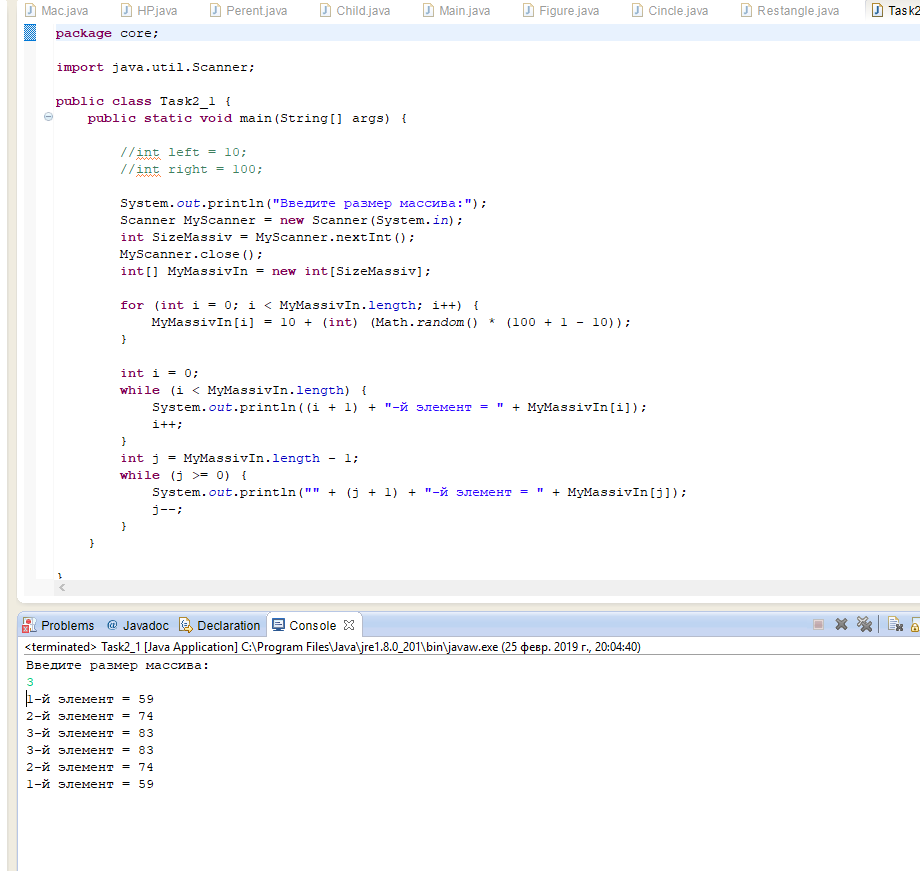 Mac.java HP.java Perent.java Child.java Main.java Figure.java Cincle.java Restangle.java Task2
package core;
import java.util.Scanner;
public class Task2_1 {
public static void main(String[] args) {
//int left = 10;
//int right = 100;
System.out.println("Введите размер массива:");
Scanner MyScanner = new Scanner(System.in);
int SizeMassiv = MyScanner.nextInt();
MyScanner.close();
int[] MyMassivIn = new int[SizeMassiv];
for (int i = 0; i < MyMassivIn.length; i++) {
MyMassivIn[i] = 10 + (int) (Math.random() * (100 + 1 - 10));
}
int i = 0;
while (i < MyMassivIn.length) {
System.out.println((i + 1) + "-й элемент = " + MyMassivIn[i]);
i++;
}
int j = MyMassivIn.length - 1;
while (j >= 0) {
System.out.println("" + (j + 1) + "-й элемент = " + MyMassivIn[j]);
j--;
}
}
}
Problems @ Javadoc Declaration Console
<terminated> Task2_1 [Java Application] C:\Program Files\Java\jre1.8.0_201\bin\javaw.exe (25 февр. 2019 г., 20:04:40)
Введите размер массива:
3
1-й элемент = 59
2-й элемент = 74
3-й элемент = 83
3-й элемент = 83
2-й элемент = 74
1-й элемент = 59